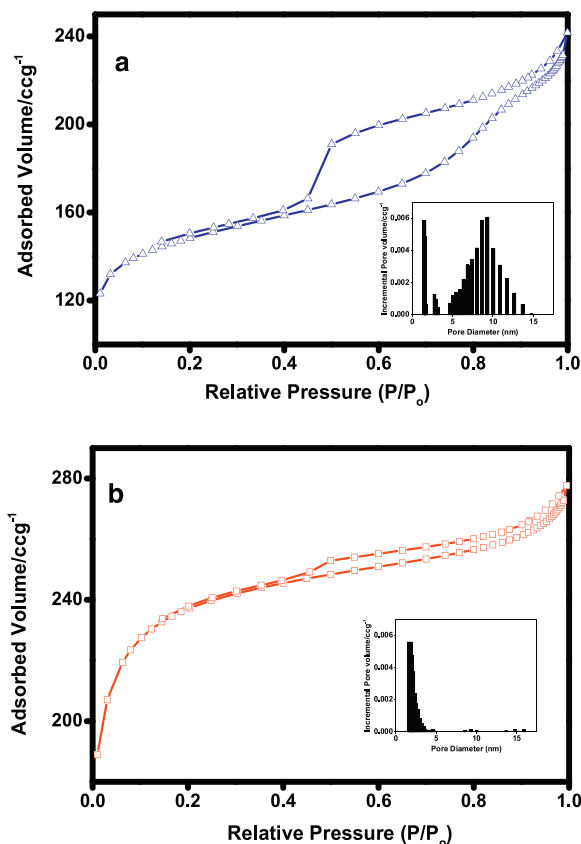 a
Adsorbed Volume/ccg⁻¹
240
200
160
120
0.0 0.2 0.4 0.6 0.8 1.0
Relative Pressure (P/Pₒ)
Incremental Pore volume/ccg⁻¹
0.006
0.004
0.002
0.000
0 5 10 15
Pore Diameter (nm)
b
Adsorbed Volume/ccg⁻¹
280
240
200
0.0 0.2 0.4 0.6 0.8 1.0
Relative Pressure (P/Pₒ)
Incremental Pore volume/ccg⁻¹
0.006
0.004
0.002
0.000
0 5 10 15
Pore Diameter (nm)